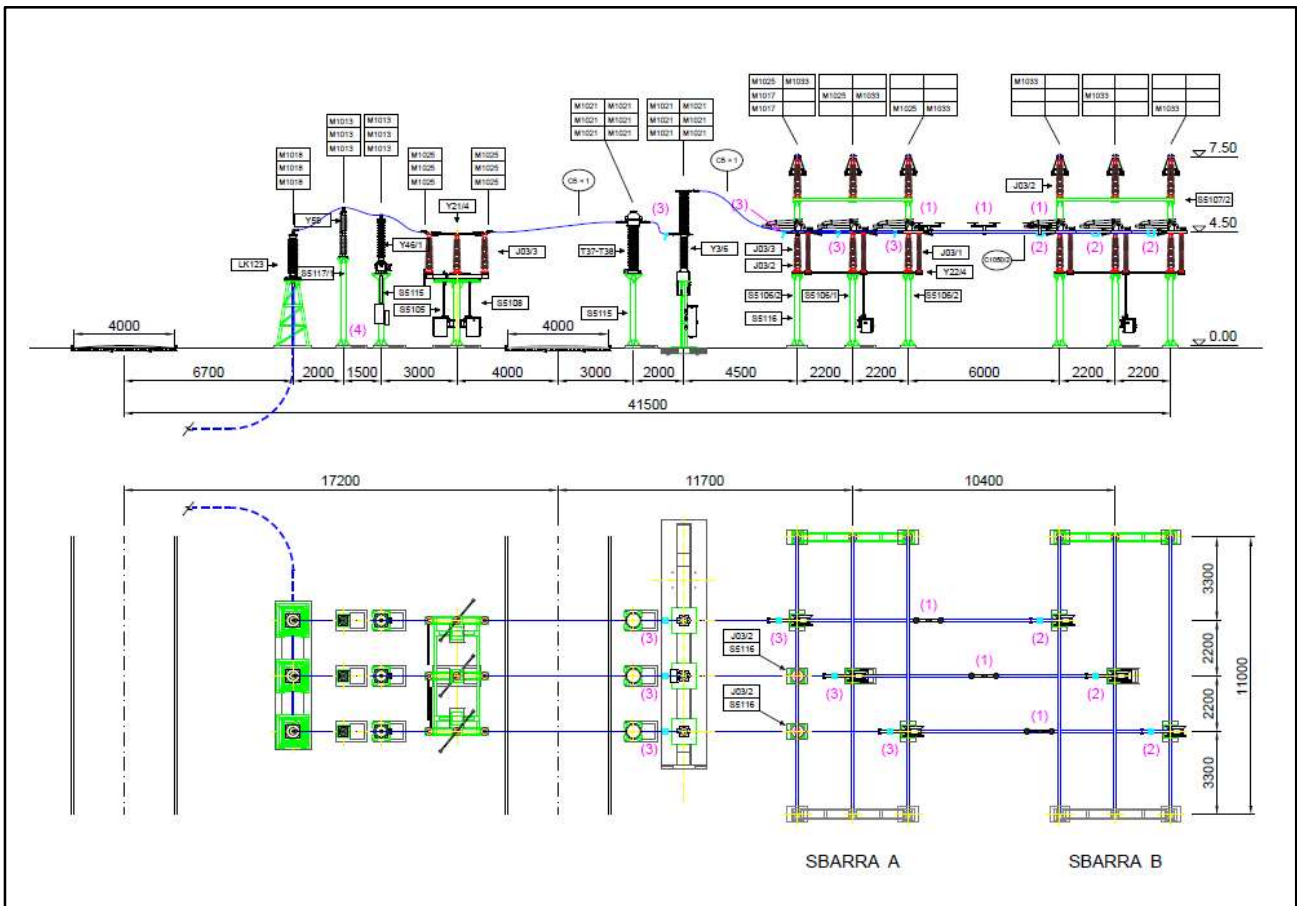 M1025 M1033
M1017
M1017
M1025 M1033
M1025 M1033
M1033
M1033
M1033
M1021 M1021
M1021 M1021
M1021 M1021
M1021 M1021
M1021 M1021
M1021 M1021
M1013
M1013
M1013
M1013
M1013
M1013
M1018
M1018
M1018
M1025
M1025
M1025
M1025
M1025
M1025
7.50
J03/2
S5107/2
Y21/4
(3)
(3)
(1)
(1)
(1)
4.50
Y46/1
J03/3
T37-T38
Y3/6
J03/3
(3)
(3)
J03/1
(2)
(2)
(2)
LK123
S5117/1
J03/2
Y22/4
S5115
S5106/2
S5106/1
S5106/2
S5105
S5108
S5115
S5116
4000
(4)
4000
0.00
6700
2000
1500
3000
4000
3000
2000
4500
2200
2200
6000
2200
2200
41500
17200
11700
10400
3300
(1)
(3)
(3)
(2)
2200
J03/2
S5116
(1)
11000
(3)
(3)
(2)
2200
J03/2
S5116
(1)
(3)
(3)
(2)
3300
SBARRA A
SBARRA B